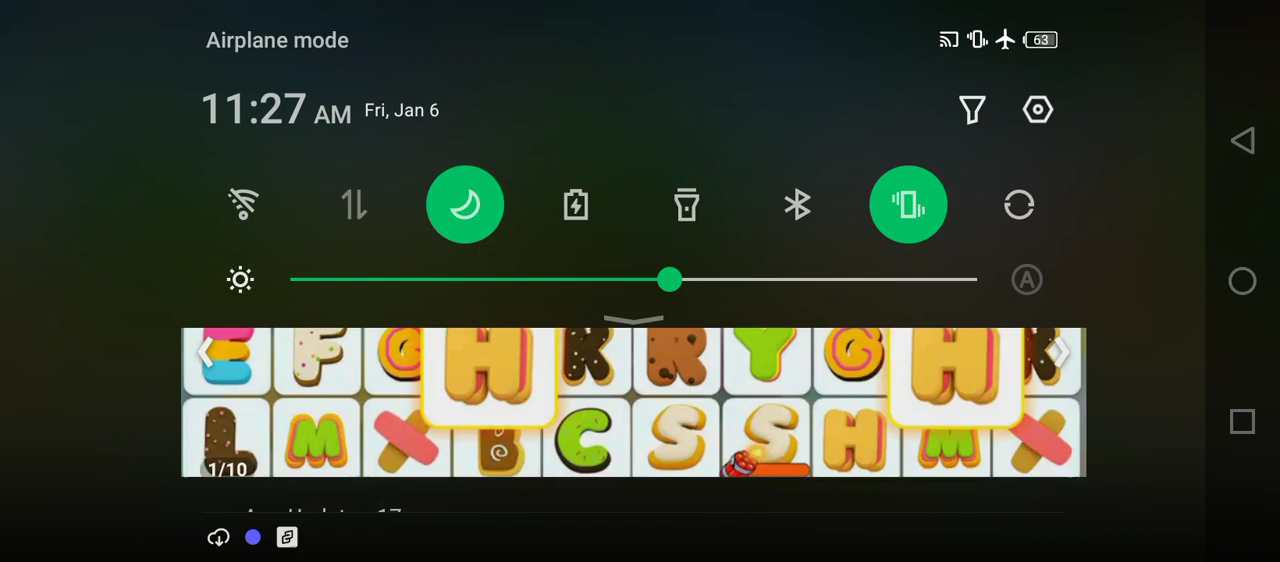 Airplane mode
63
11:27 AM Fri, Jan 6
A
E F G H K R Y G H K
L M X B C S S H M X
1/10